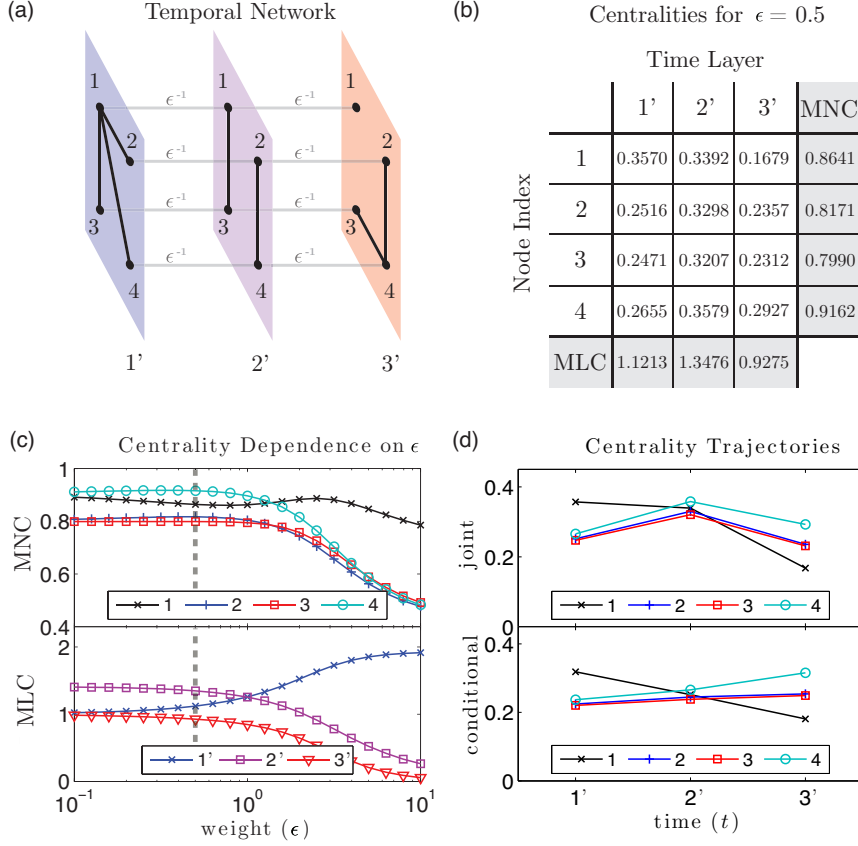 (a)
Temporal Network
1
ϵ⁻¹
1
ϵ⁻¹
1
2
ϵ⁻¹
2
ϵ⁻¹
2
3
ϵ⁻¹
3
ϵ⁻¹
3
4
ϵ⁻¹
4
ϵ⁻¹
4
1'
2'
3'
(b)
Centralities for ϵ = 0.5
Time Layer
Node Index
1' 2' 3' MNC
1 0.3570 0.3392 0.1679 0.8641
2 0.2516 0.3298 0.2357 0.8171
3 0.2471 0.3207 0.2312 0.7990
4 0.2655 0.3579 0.2927 0.9162
MLC 1.1213 1.3476 0.9275
(c)
Centrality Dependence on ϵ
MNC
1
0.8
0.6
0.4
1 2 3 4
MLC
2
1
0
1' 2' 3'
10⁻¹ 10⁰ 10¹
weight (ϵ)
(d)
Centrality Trajectories
joint
0.4
0.2
0
1 2 3 4
conditional
0.4
0.2
0
1 2 3 4
1' 2' 3'
time (t)